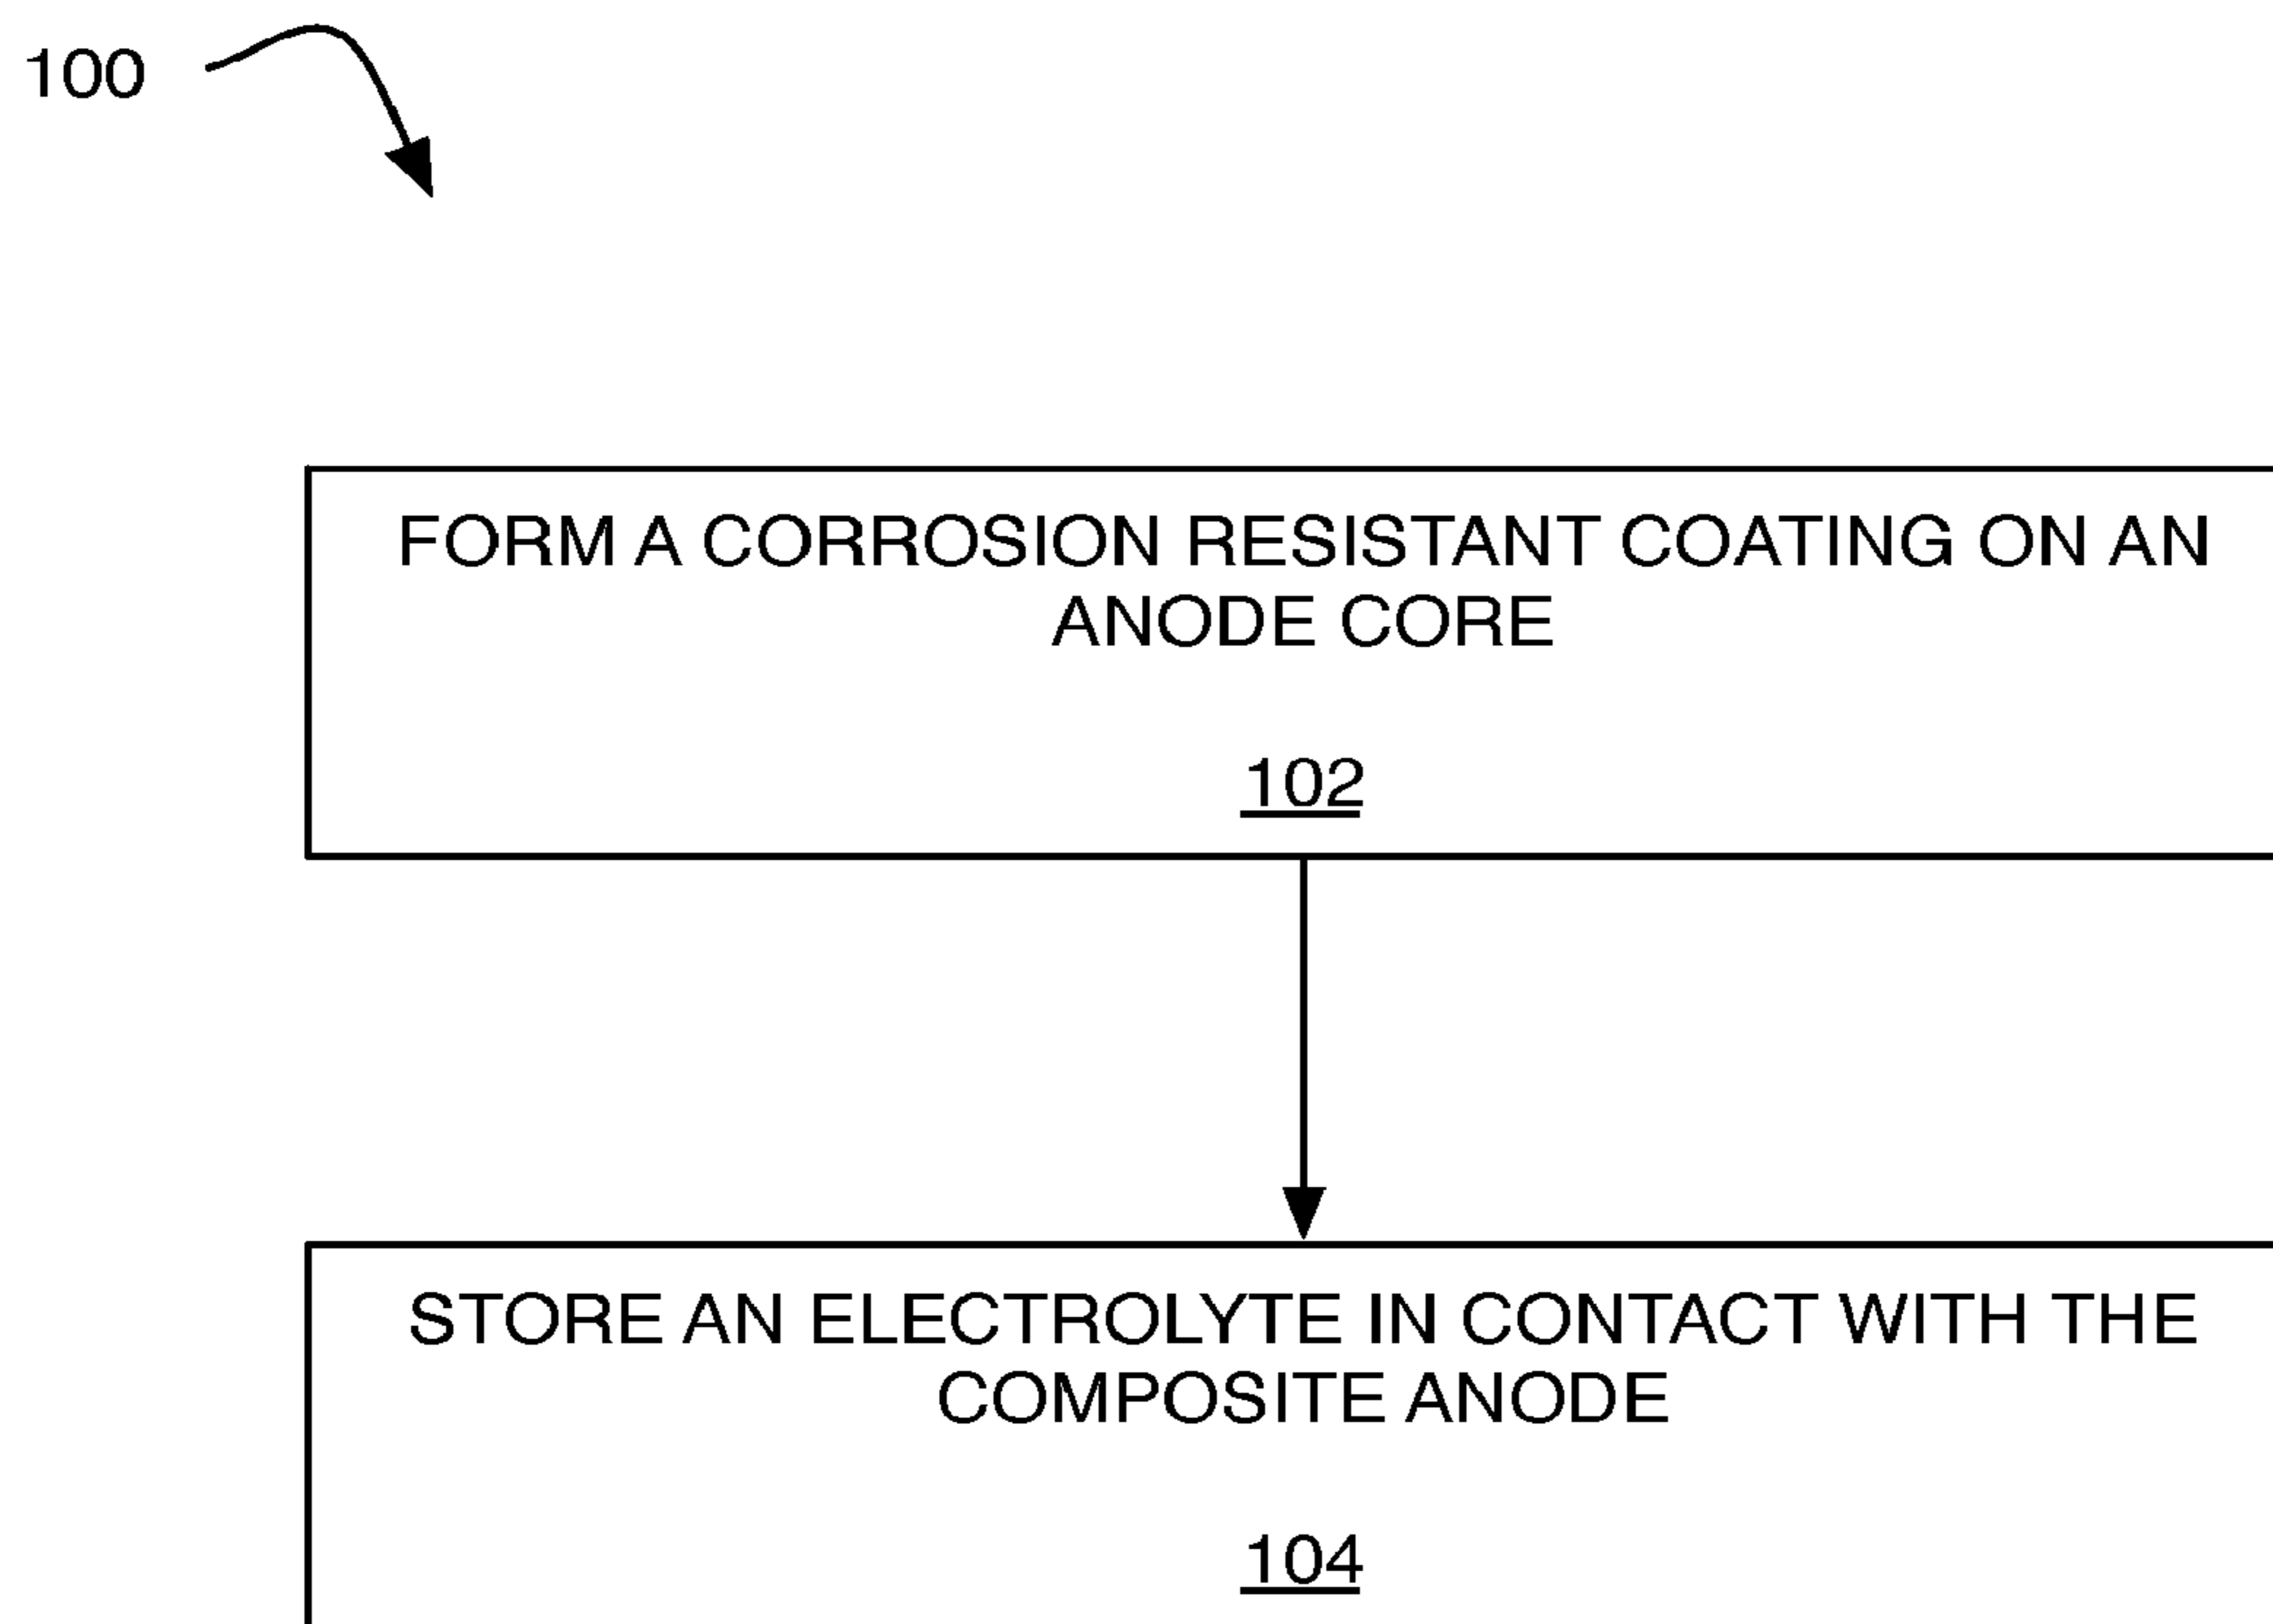 100
FORM A CORROSION RESISTANT COATING ON AN
ANODE CORE
102
STORE AN ELECTROLYTE IN CONTACT WITH THE
COMPOSITE ANODE
104